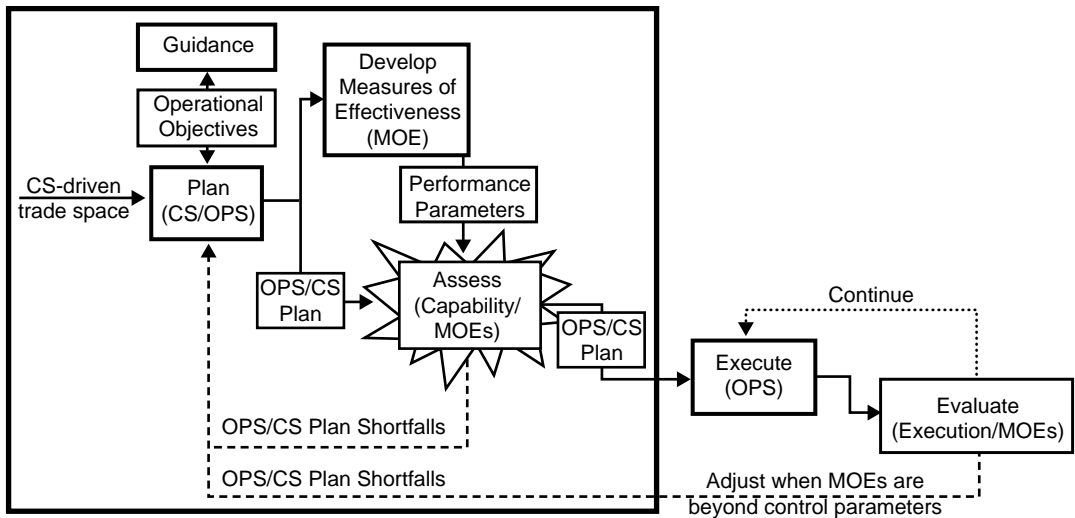 Guidance
Operational
Objectives
CS-driven
trade space
Plan
(CS/OPS)
Develop
Measures of
Effectiveness
(MOE)
Performance
Parameters
OPS/CS
Plan
Assess
(Capability/
MOEs)
OPS/CS
Plan
Continue
Execute
(OPS)
Evaluate
(Execution/MOEs)
OPS/CS Plan Shortfalls
OPS/CS Plan Shortfalls
Adjust when MOEs are
beyond control parameters